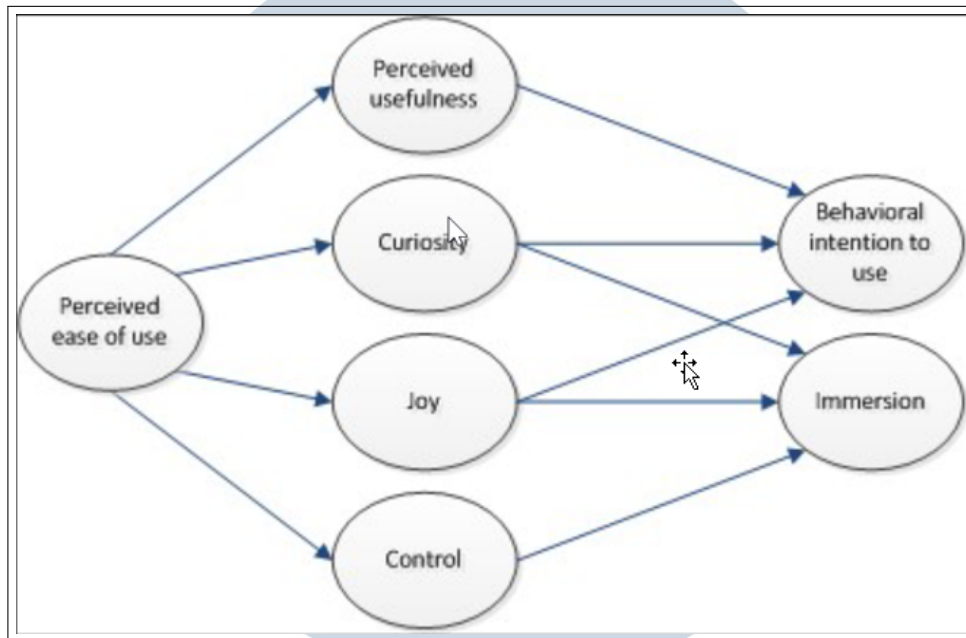 Perceived
usefulness
Curiosity
Perceived
ease of use
Joy
Control
Behavioral
intention to
use
Immersion